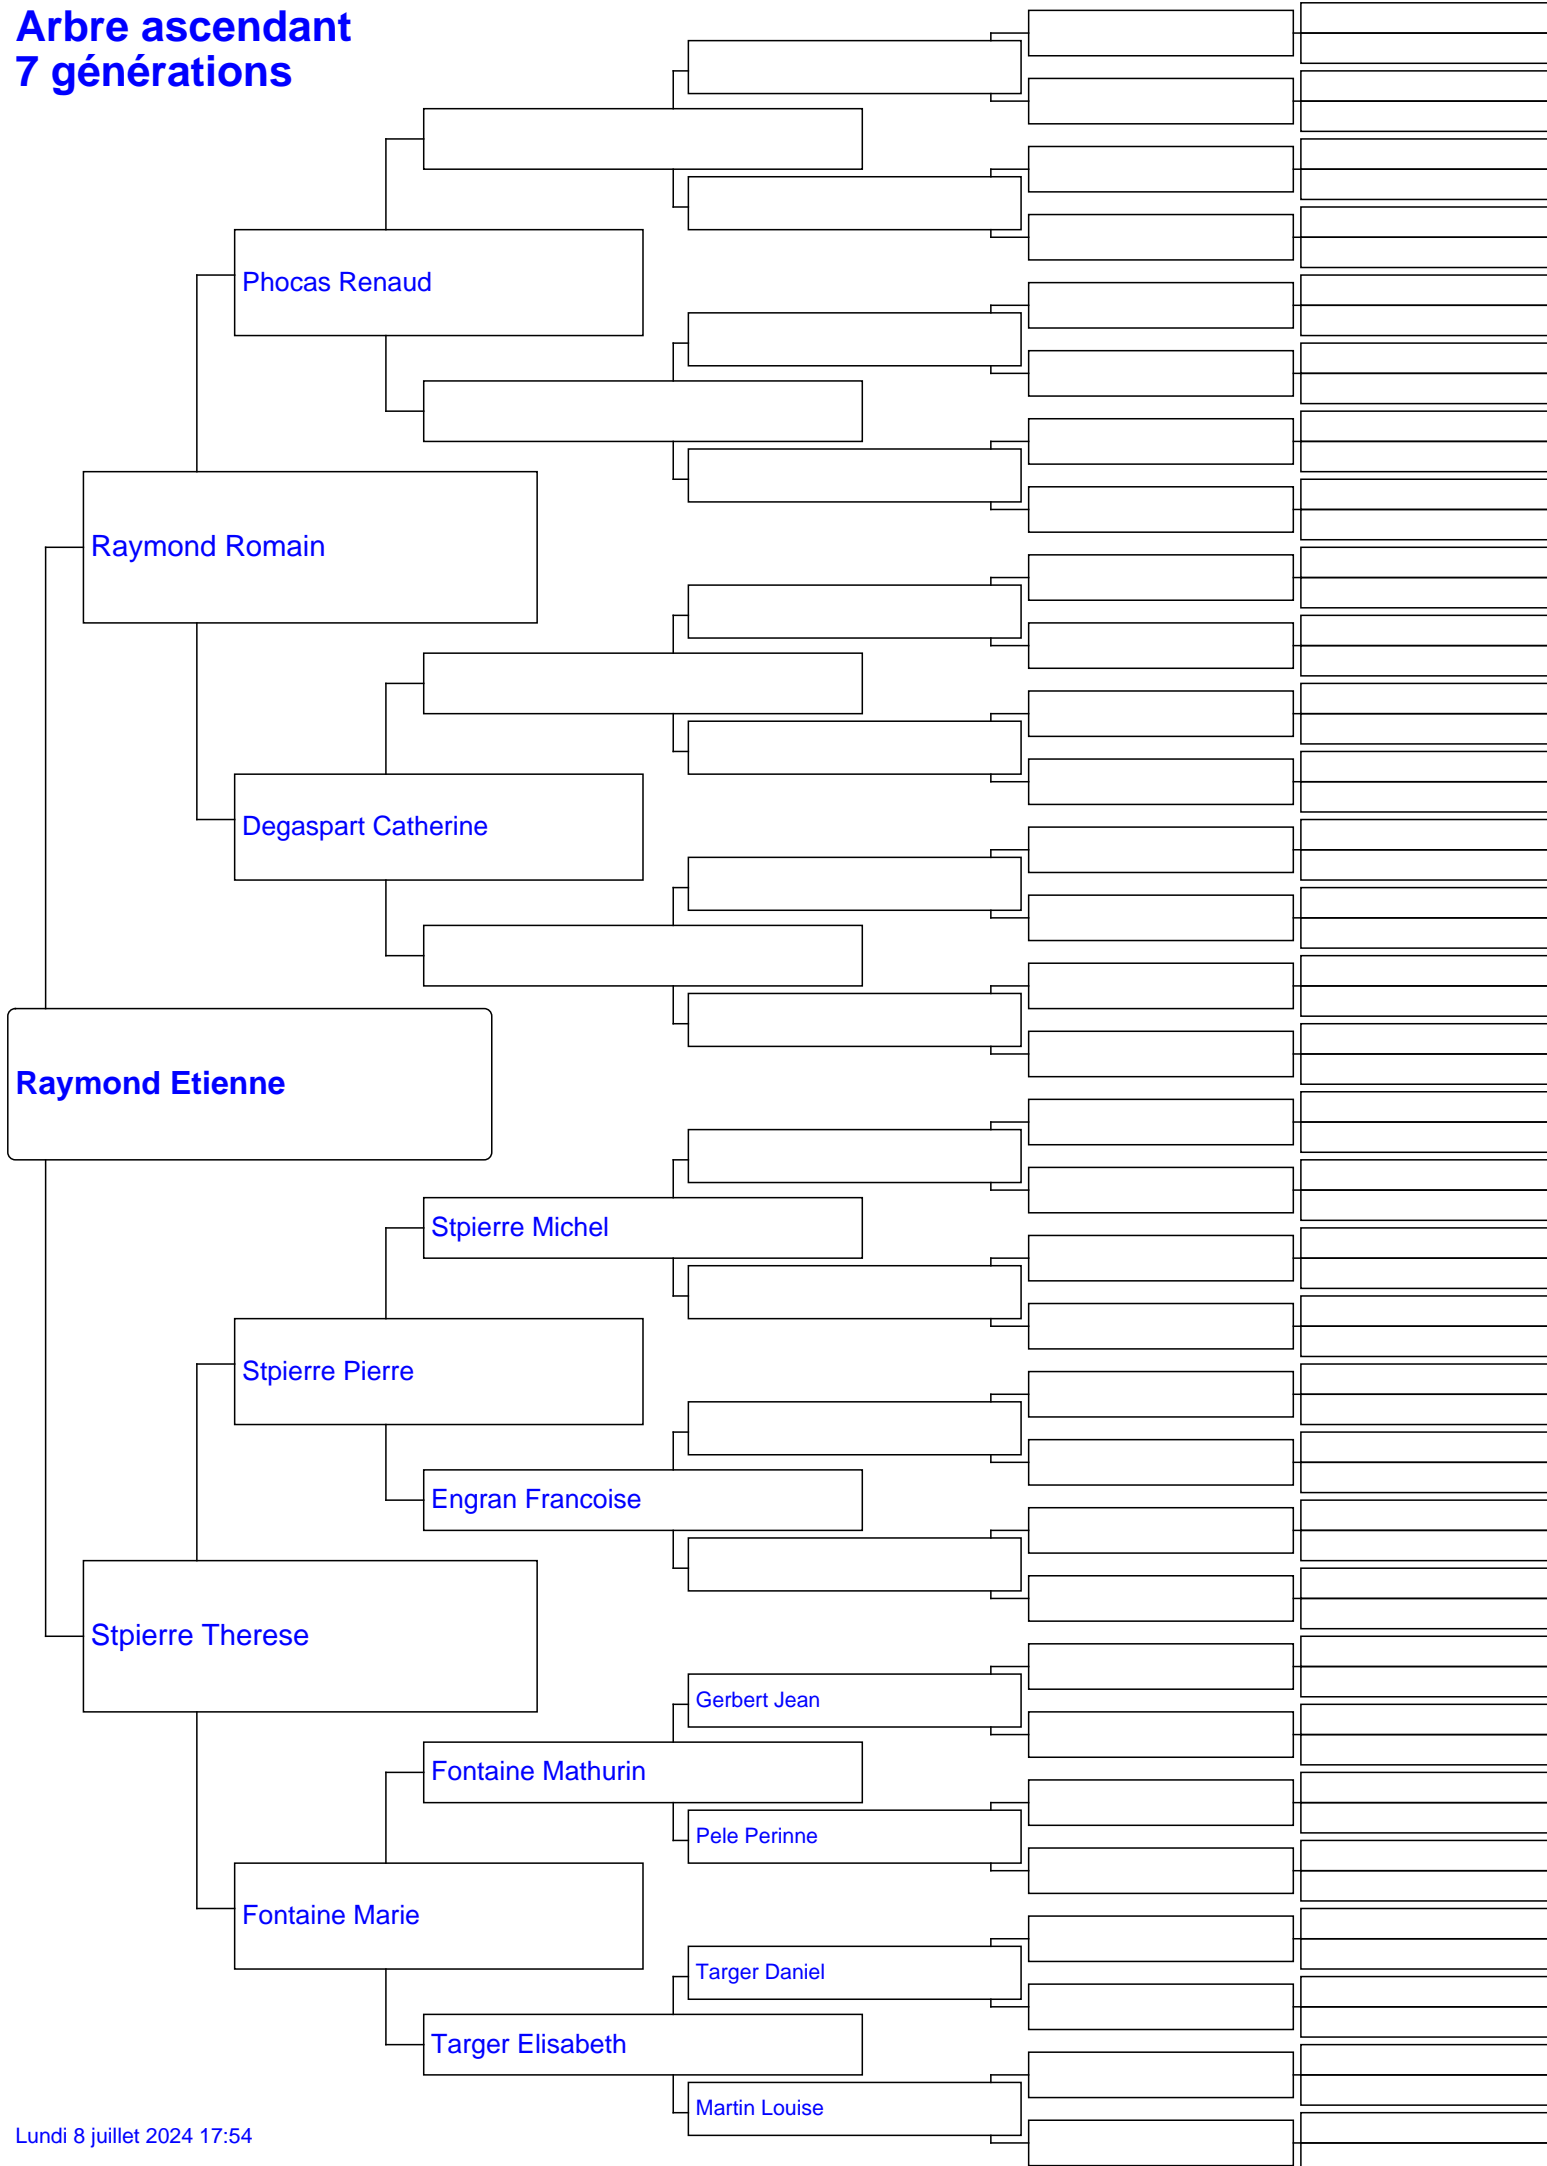 Arbre ascendant
7 générations
Phocas Renaud
Raymond Romain
Degaspart Catherine
Raymond Etienne
Stpierre Michel
Stpierre Pierre
Engran Francoise
Stpierre Therese
Gerbert Jean
Fontaine Mathurin
Pele Perinne
Fontaine Marie
Targer Daniel
Targer Elisabeth
Martin Louise
Lundi 8 juillet 2024 17:54